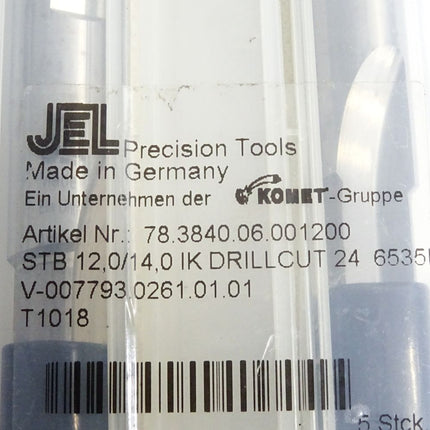 JEL Precision Tools
Made in Germany
Ein Unternehmen der KOMET-Gruppe
Artikel Nr.: 78.3840.06.001200
STB 12,0/14,0 IK DRILLCUT 24 6535
V-007793.0261.01.01
T1018
5 Stck